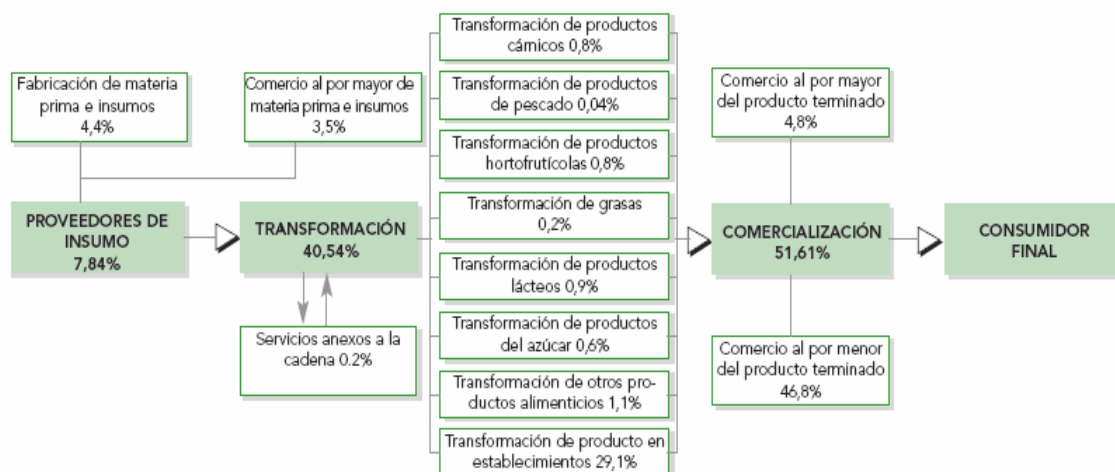 Fabricación de materia
prima e insumos
4,4%
Comercio al por mayor de
materia prima e insumos
3,5%
PROVEEDORES DE
INSUMO
7,84%
TRANSFORMACIÓN
40,54%
Servicios anexos a la
cadena 0.2%
Transformación de productos
cárnicos 0,8%
Transformación de productos
de pescado 0,04%
Transformación de productos
hortofrutícolas 0,8%
Transformación de grasas
0,2%
Transformación de productos
lácteos 0,9%
Transformación de productos
del azúcar 0,6%
Transformación de otros pro-
ductos alimenticios 1,1%
Transformación de producto en
establecimientos 29,1%
Comercio al por mayor
del producto terminado
4,8%
COMERCIALIZACIÓN
51,61%
Comercio al por menor
del producto terminado
46,8%
CONSUMIDOR
FINAL